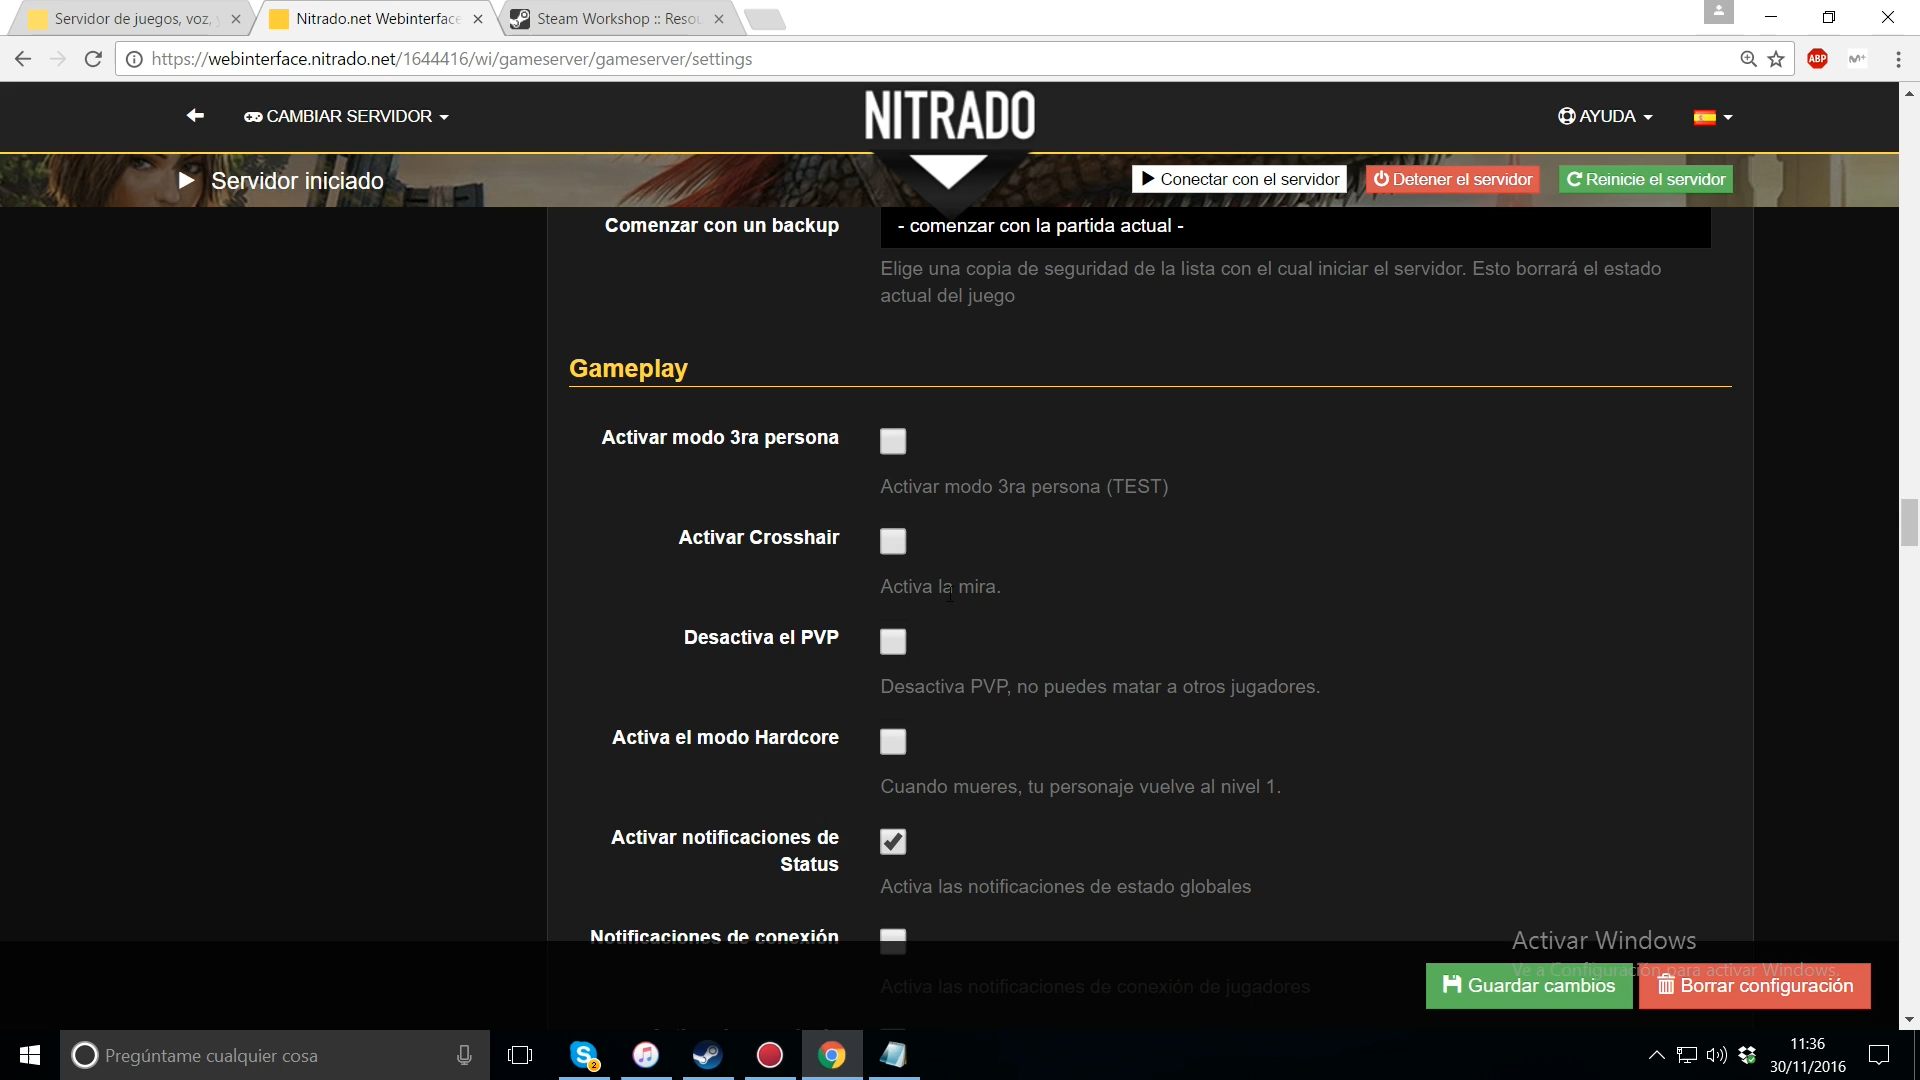 Servidor de juegos, voz,
Nitrado.net Webinterface
Steam Workshop :: Resou
https://webinterface.nitrado.net/1644416/wi/gameserver/gameserver/settings
ABP
M+
CAMBIAR SERVIDOR
NITRADO
AYUDA
Servidor iniciado
Conectar con el servidor
Detener el servidor
Reinicie el servidor
Comenzar con un backup
- comenzar con la partida actual -
Elige una copia de seguridad de la lista con el cual iniciar el servidor. Esto borrará el estado
actual del juego
Gameplay
Activar modo 3ra persona
Activar modo 3ra persona (TEST)
Activar Crosshair
Activa la mira.
Desactiva el PVP
Desactiva PVP, no puedes matar a otros jugadores.
Activa el modo Hardcore
Cuando mueres, tu personaje vuelve al nivel 1.
Activar notificaciones de
Status
Activa las notificaciones de estado globales
Notificaciones de conexión
Activa las notificaciones de conexión de jugadores
Activar Windows
Ve a Configuración para activar Windows.
Guardar cambios
Borrar configuración
Pregúntame cualquier cosa
2
11:36
30/11/2016